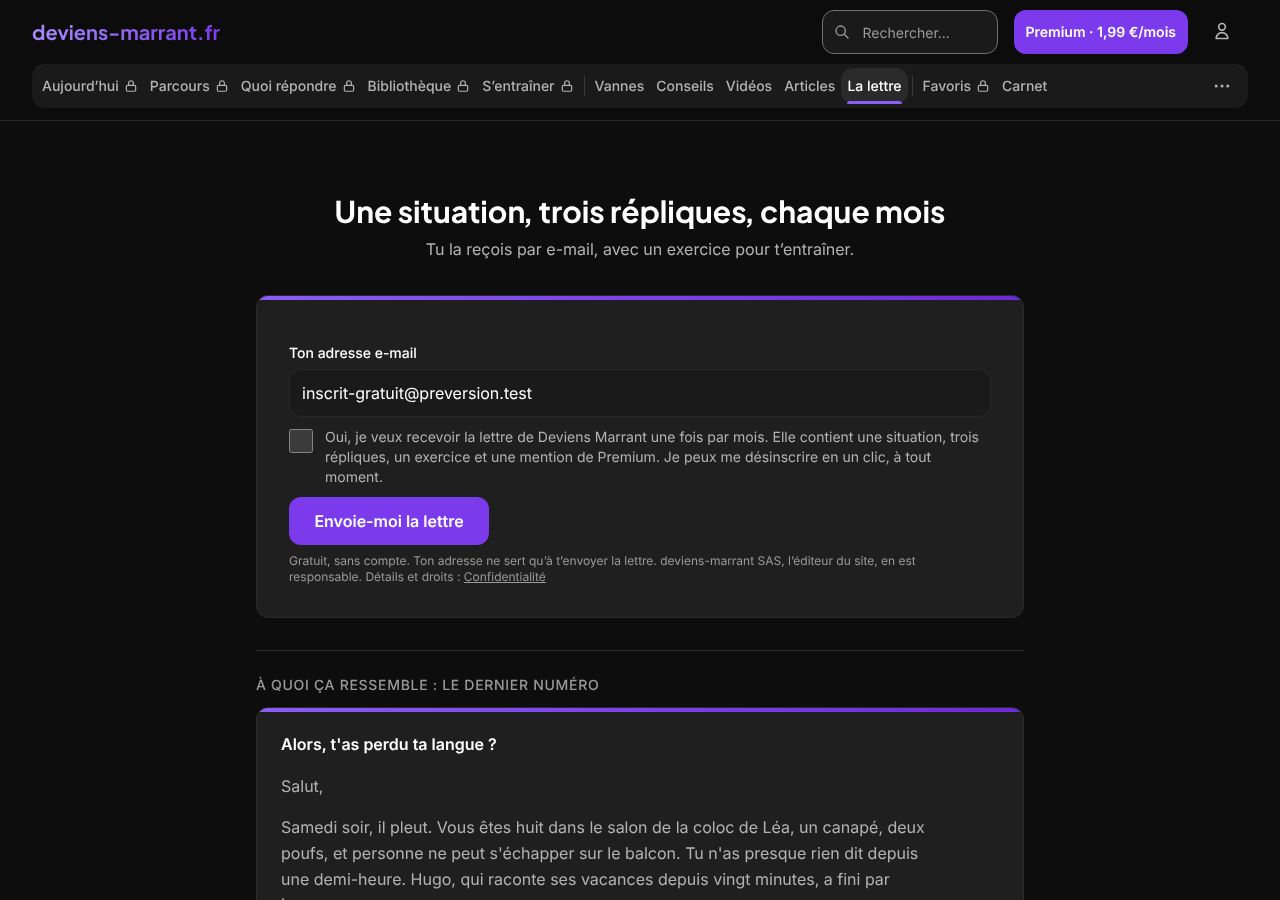 deviens-marrant.fr
Rechercher...
Premium · 1,99 €/mois
Aujourd’hui
Parcours
Quoi répondre
Bibliothèque
S’entraîner
Vannes
Conseils
Vidéos
Articles
La lettre
Favoris
Carnet
Une situation, trois répliques, chaque mois
Tu la reçois par e-mail, avec un exercice pour t’entraîner.
Ton adresse e-mail
inscrit-gratuit@preversion.test
Oui, je veux recevoir la lettre de Deviens Marrant une fois par mois. Elle contient une situation, trois
répliques, un exercice et une mention de Premium. Je peux me désinscrire en un clic, à tout
moment.
Envoie-moi la lettre
Gratuit, sans compte. Ton adresse ne sert qu’à t’envoyer la lettre. deviens-marrant SAS, l’éditeur du site, en est
responsable. Détails et droits : Confidentialité
À QUOI ÇA RESSEMBLE : LE DERNIER NUMÉRO
Alors, t'as perdu ta langue ?
Salut,
Samedi soir, il pleut. Vous êtes huit dans le salon de la coloc de Léa, un canapé, deux
poufs, et personne ne peut s'échapper sur le balcon. Tu n'as presque rien dit depuis
une demi-heure. Hugo, qui raconte ses vacances depuis vingt minutes, a fini par